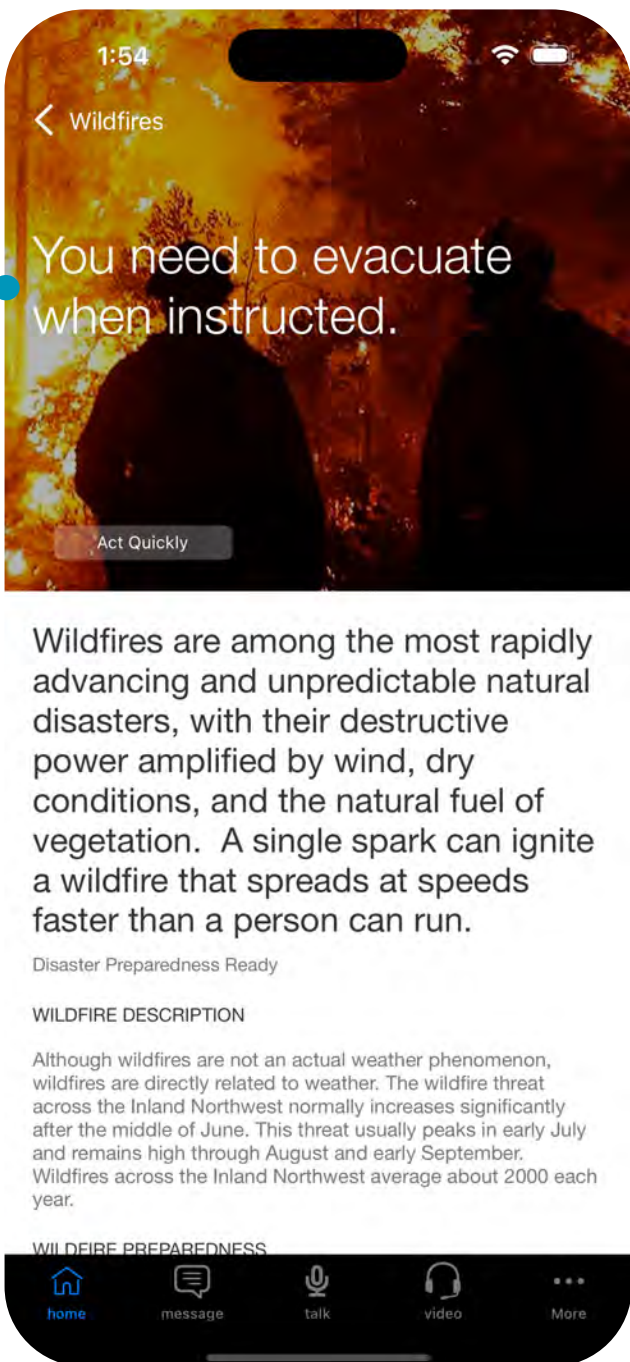 1:54
Wildfires
You need to evacuate
when instructed.
Act Quickly
Wildfires are among the most rapidly
advancing and unpredictable natural
disasters, with their destructive
power amplified by wind, dry
conditions, and the natural fuel of
vegetation.  A single spark can ignite
a wildfire that spreads at speeds
faster than a person can run.
Disaster Preparedness Ready
WILDFIRE DESCRIPTION
Although wildfires are not an actual weather phenomenon,
wildfires are directly related to weather. The wildfire threat
across the Inland Northwest normally increases significantly
after the middle of June. This threat usually peaks in early July
and remains high through August and early September.
Wildfires across the Inland Northwest average about 2000 each
year.
WILDFIRE PREPAREDNESS
home message talk video More